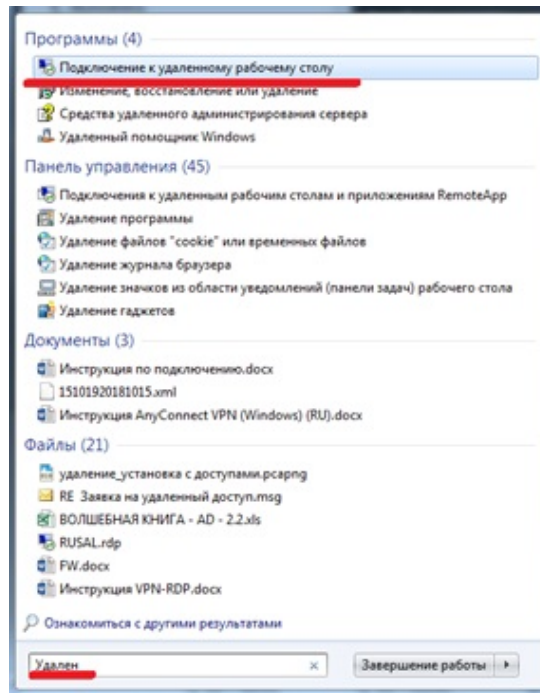 Программы (4)
Подключение к удаленному рабочему столу
Изменение, восстановление или удаление
Средства удаленного администрирования сервера
Удаленный помощник Windows
Панель управления (45)
Подключения к удаленным рабочим столам и приложениям RemoteApp
Удаление программы
Удаление файлов "cookie" или временных файлов
Удаление журнала браузера
Удаление значков из области уведомлений (панели задач) рабочего стола
Удаление гаджетов
Документы (3)
Инструкция по подключению.docx
15101920181015.xml
Инструкция AnyConnect VPN (Windows) (RU).docx
Файлы (21)
удаление_установка с доступами.pcapng
RE Заявка на удаленный доступ.msg
ВОЛШЕБНАЯ КНИГА - AD - 2.2.xls
RUSAL.rdp
FW.docx
Инструкция VPN-RDP.docx
Ознакомиться с другими результатами
Удален
Завершение работы